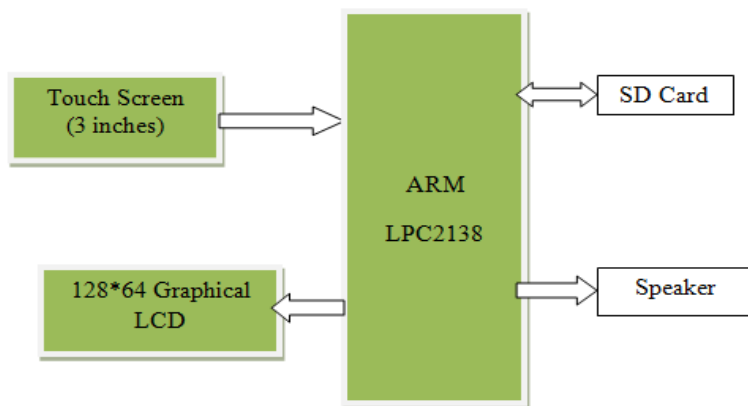 Touch Screen
(3 inches)
SD Card
ARM
LPC2138
128*64 Graphical
LCD
Speaker